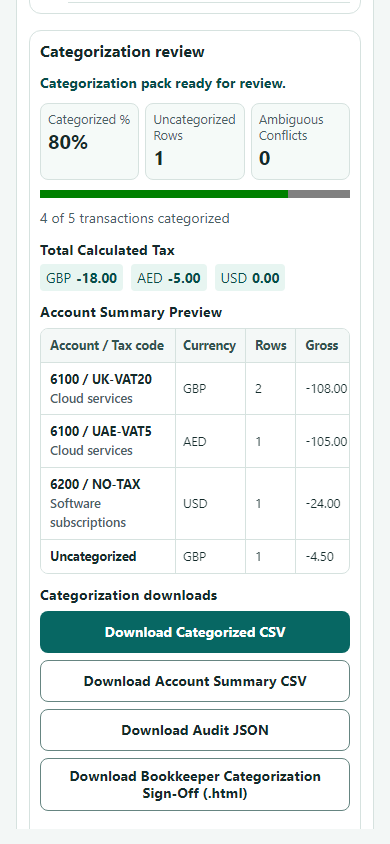 Categorization review
Categorization pack ready for review.
Categorized %
80%
Uncategorized
Rows
1
Ambiguous
Conflicts
0
4 of 5 transactions categorized
Total Calculated Tax
GBP -18.00 AED -5.00 USD 0.00
Account Summary Preview
Account / Tax code Currency Rows Gross
6100 / UK-VAT20
Cloud services
GBP 2 -108.00
6100 / UAE-VAT5
Cloud services
AED 1 -105.00
6200 / NO-TAX
Software
subscriptions
USD 1 -24.00
Uncategorized GBP 1 -4.50
Categorization downloads
Download Categorized CSV
Download Account Summary CSV
Download Audit JSON
Download Bookkeeper Categorization
Sign-Off (.html)